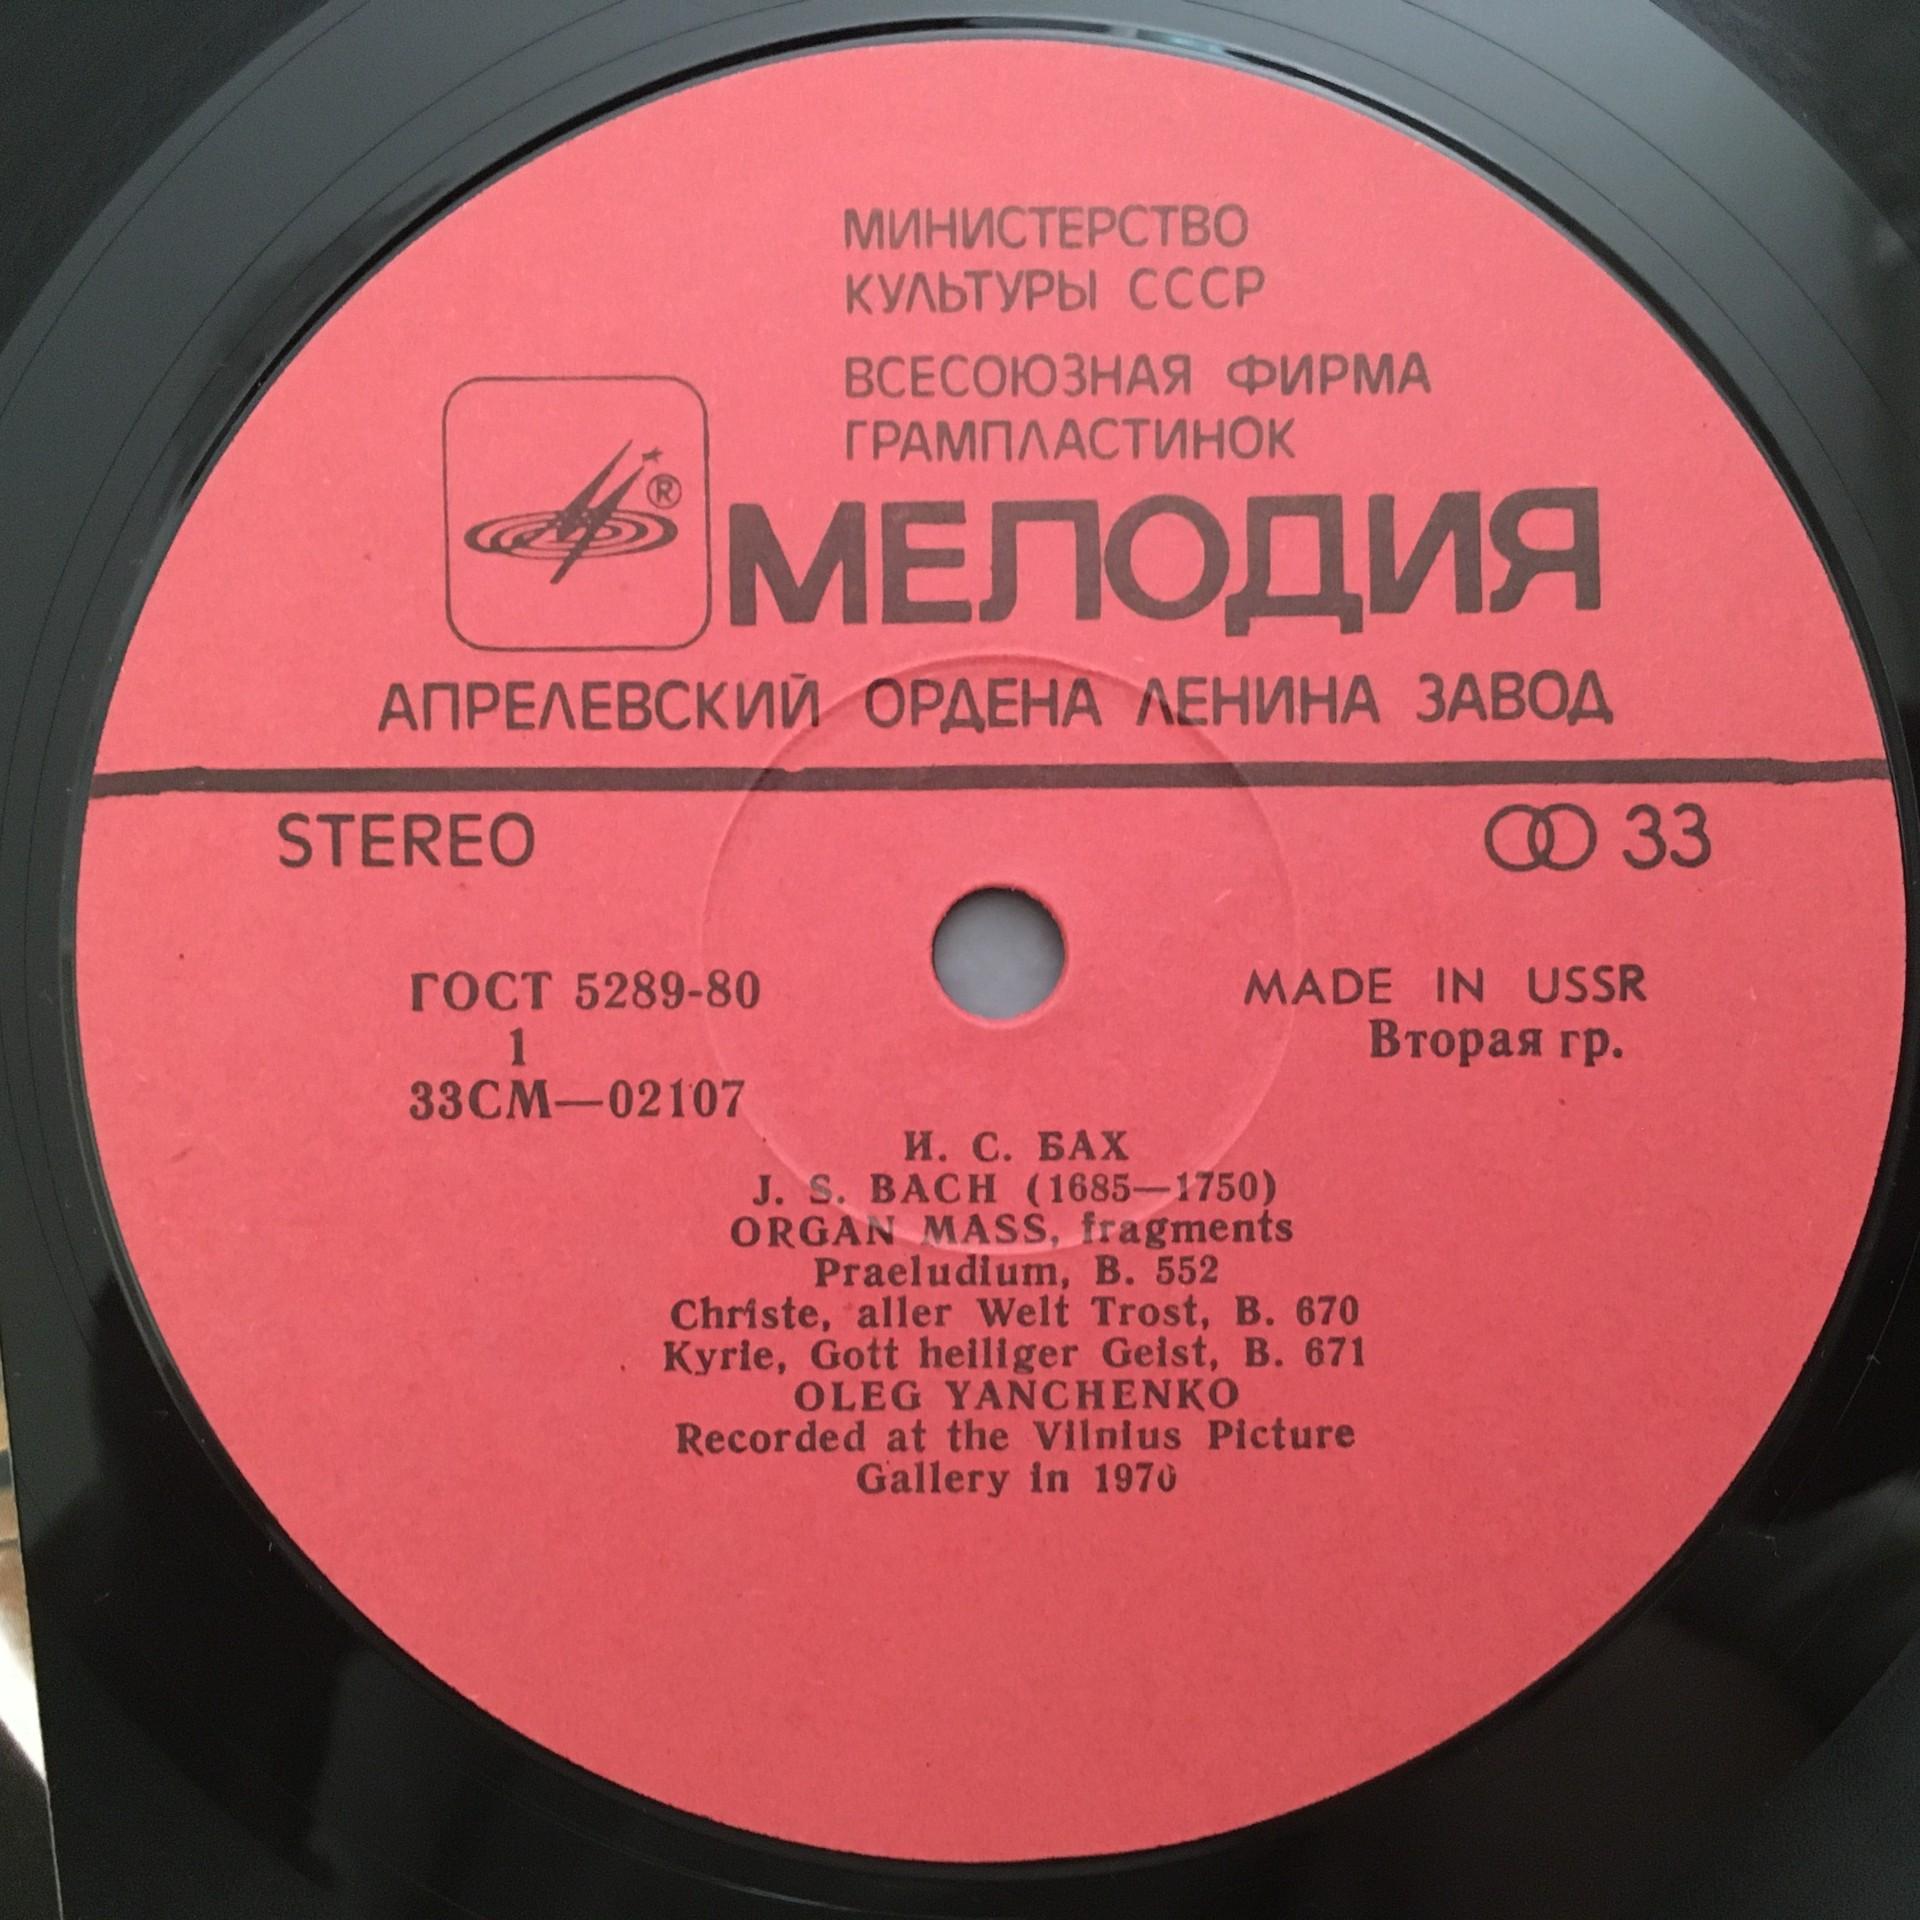 МИНИСТЕРСТВО
КУЛЬТУРЫ СССР
ВСЕСОЮЗНАЯ ФИРМА
ГРАМПЛАСТИНОК
®
МЕЛОДИЯ
АПРЕЛЕВСКИЙ ОРДЕНА ЛЕНИНА ЗАВОД
STEREO
33
ГОСТ 5289-80
MADE IN USSR
1
Вторая гр.
33СМ—02107
И. С. БАХ
J. S. BACH (1685—1750)
ORGAN MASS, fragments
Praeludium, B. 552
Christe, aller Welt Trost, B. 670
Kyrie, Gott heiliger Geist, B. 671
OLEG YANCHENKO
Recorded at the Vilnius Picture
Gallery in 1970